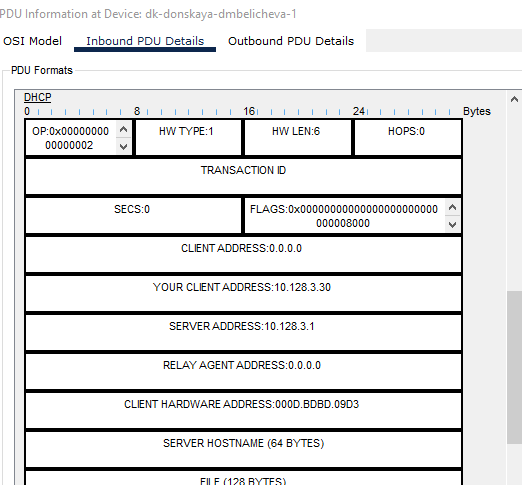 PDU Information at Device: dk-donskaya-dmbelicheva-1
OSI Model Inbound PDU Details Outbound PDU Details
PDU Formats
DHCP
0 8 16 24 Bytes
OP:0x00000000
00000002
HW TYPE:1
HW LEN:6
HOPS:0
TRANSACTION ID
SECS:0
FLAGS:0x00000000000000000000000
000008000
CLIENT ADDRESS:0.0.0.0
YOUR CLIENT ADDRESS:10.128.3.30
SERVER ADDRESS:10.128.3.1
RELAY AGENT ADDRESS:0.0.0.0
CLIENT HARDWARE ADDRESS:000D.BDBD.09D3
SERVER HOSTNAME (64 BYTES)
FILE (128 BYTES)